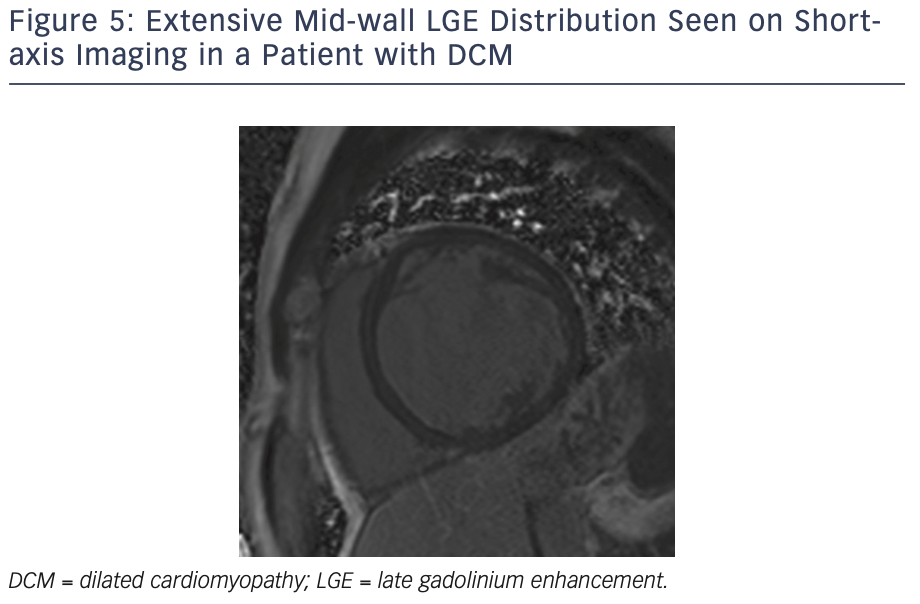 Figure 5: Extensive Mid-wall LGE Distribution Seen on Short-
axis Imaging in a Patient with DCM
DCM = dilated cardiomyopathy; LGE = late gadolinium enhancement.